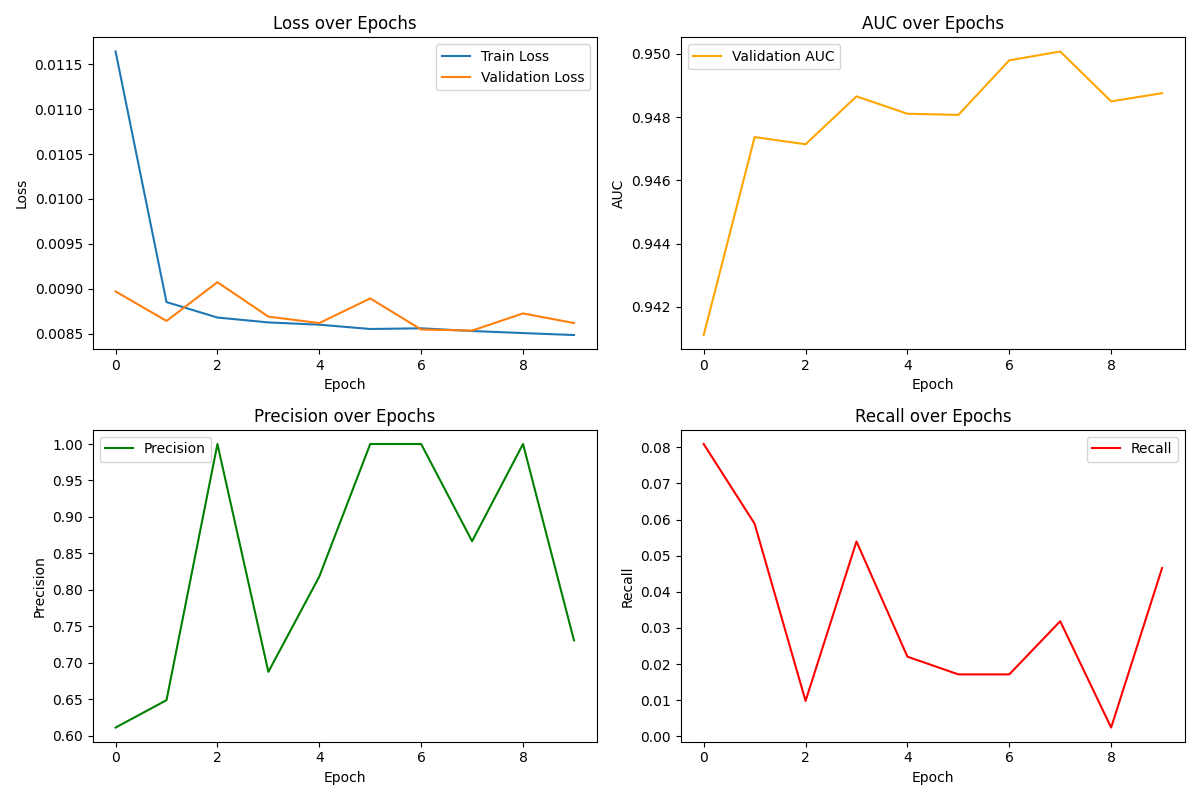 Loss over Epochs
Train Loss
Validation Loss
0.0115
0.0110
0.0105
0.0100
0.0095
0.0090
0.0085
Loss
0 2 4 6 8
Epoch
AUC over Epochs
Validation AUC
0.950
0.948
0.946
0.944
0.942
AUC
0 2 4 6 8
Epoch
Precision over Epochs
Precision
1.00
0.95
0.90
0.85
0.80
0.75
0.70
0.65
0.60
Precision
0 2 4 6 8
Epoch
Recall over Epochs
Recall
0.08
0.07
0.06
0.05
0.04
0.03
0.02
0.01
0.00
Recall
0 2 4 6 8
Epoch